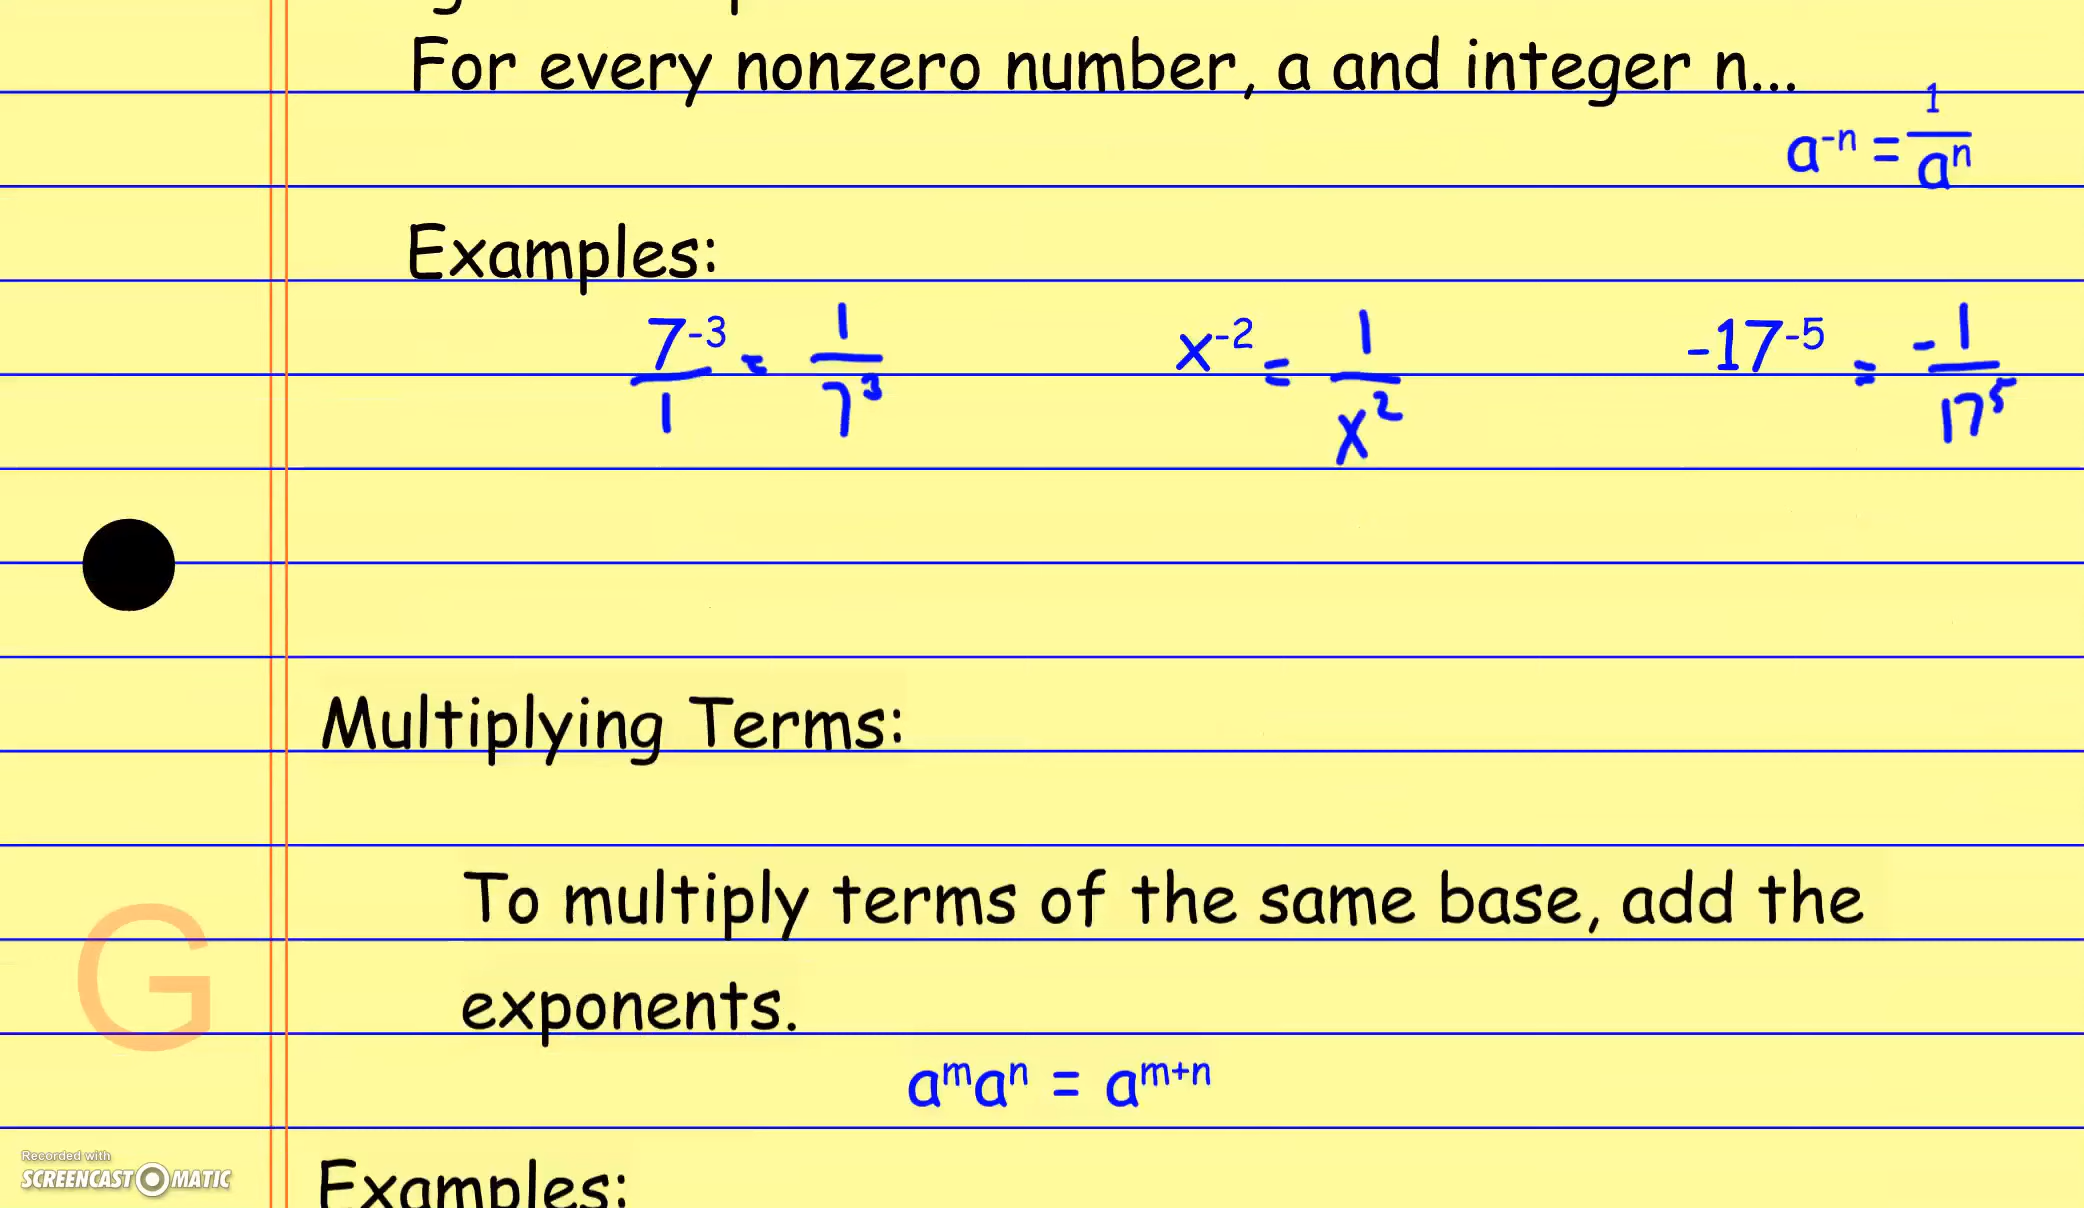 For every nonzero number, a and integer n...
a⁻ⁿ = 1/aⁿ
Examples:
7⁻³/1 = 1/7³
x⁻² = 1/x²
-17⁻⁵ = -1/17⁵
Multiplying Terms:
To multiply terms of the same base, add the
exponents.
G
aᵐaⁿ = aᵐ⁺ⁿ
Examples:
Recorded with
SCREENCAST-O-MATIC